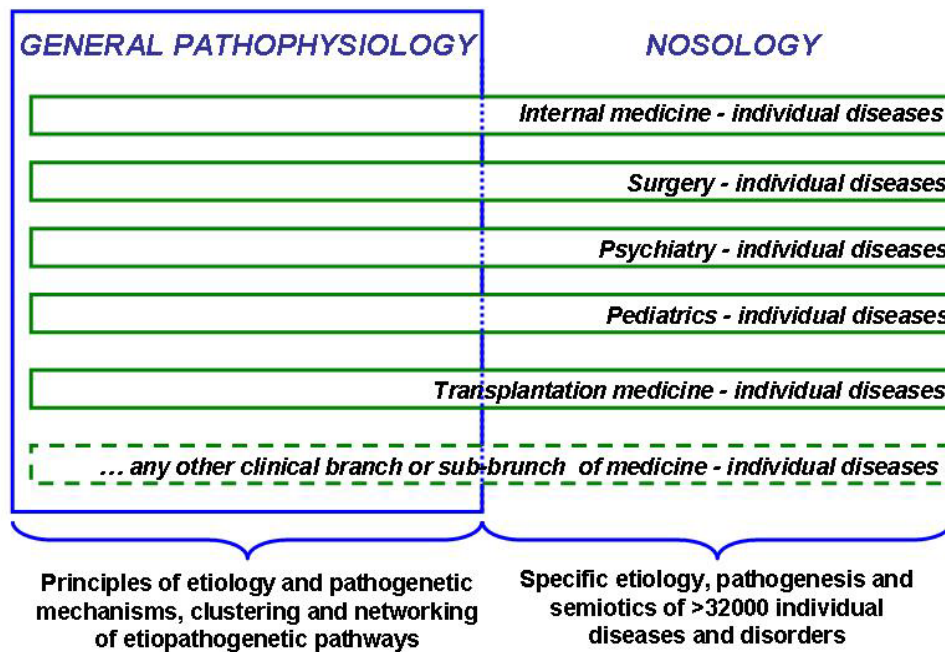 GENERAL PATHOPHYSIOLOGY
NOSOLOGY
Internal medicine - individual diseases
Surgery - individual diseases
Psychiatry - individual diseases
Pediatrics - individual diseases
Transplantation medicine - individual diseases
... any other clinical branch or sub-brunch of medicine - individual diseases
Principles of etiology and pathogenetic
mechanisms, clustering and networking
of etiopathogenetic pathways
Specific etiology, pathogenesis and
semiotics of >32000 individual
diseases and disorders